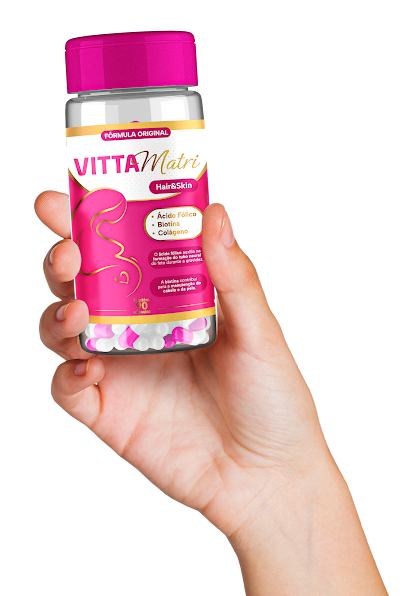 FÓRMULA ORIGINAL
VITTA Matri
Hair&Skin
• Ácido Fólico
• Biotina
• Colágeno
O ácido fólico auxilia na
formação do tubo neural
do feto durante a gravidez.
A biotina contribui
para a manutenção do
cabelo e da pele.